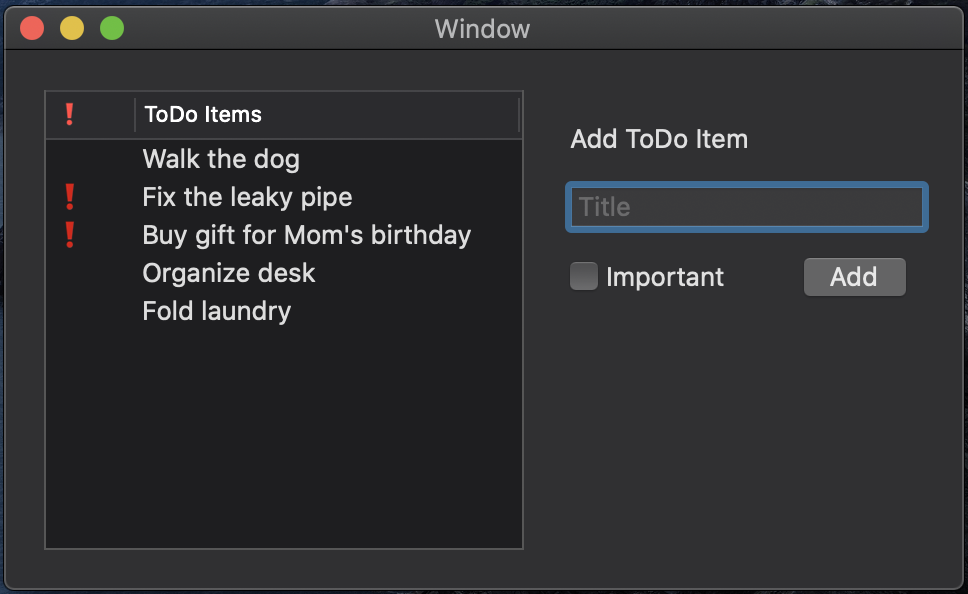 Window
❗ ToDo Items
Walk the dog
❗ Fix the leaky pipe
❗ Buy gift for Mom's birthday
Organize desk
Fold laundry
Add ToDo Item
Title
Important
Add